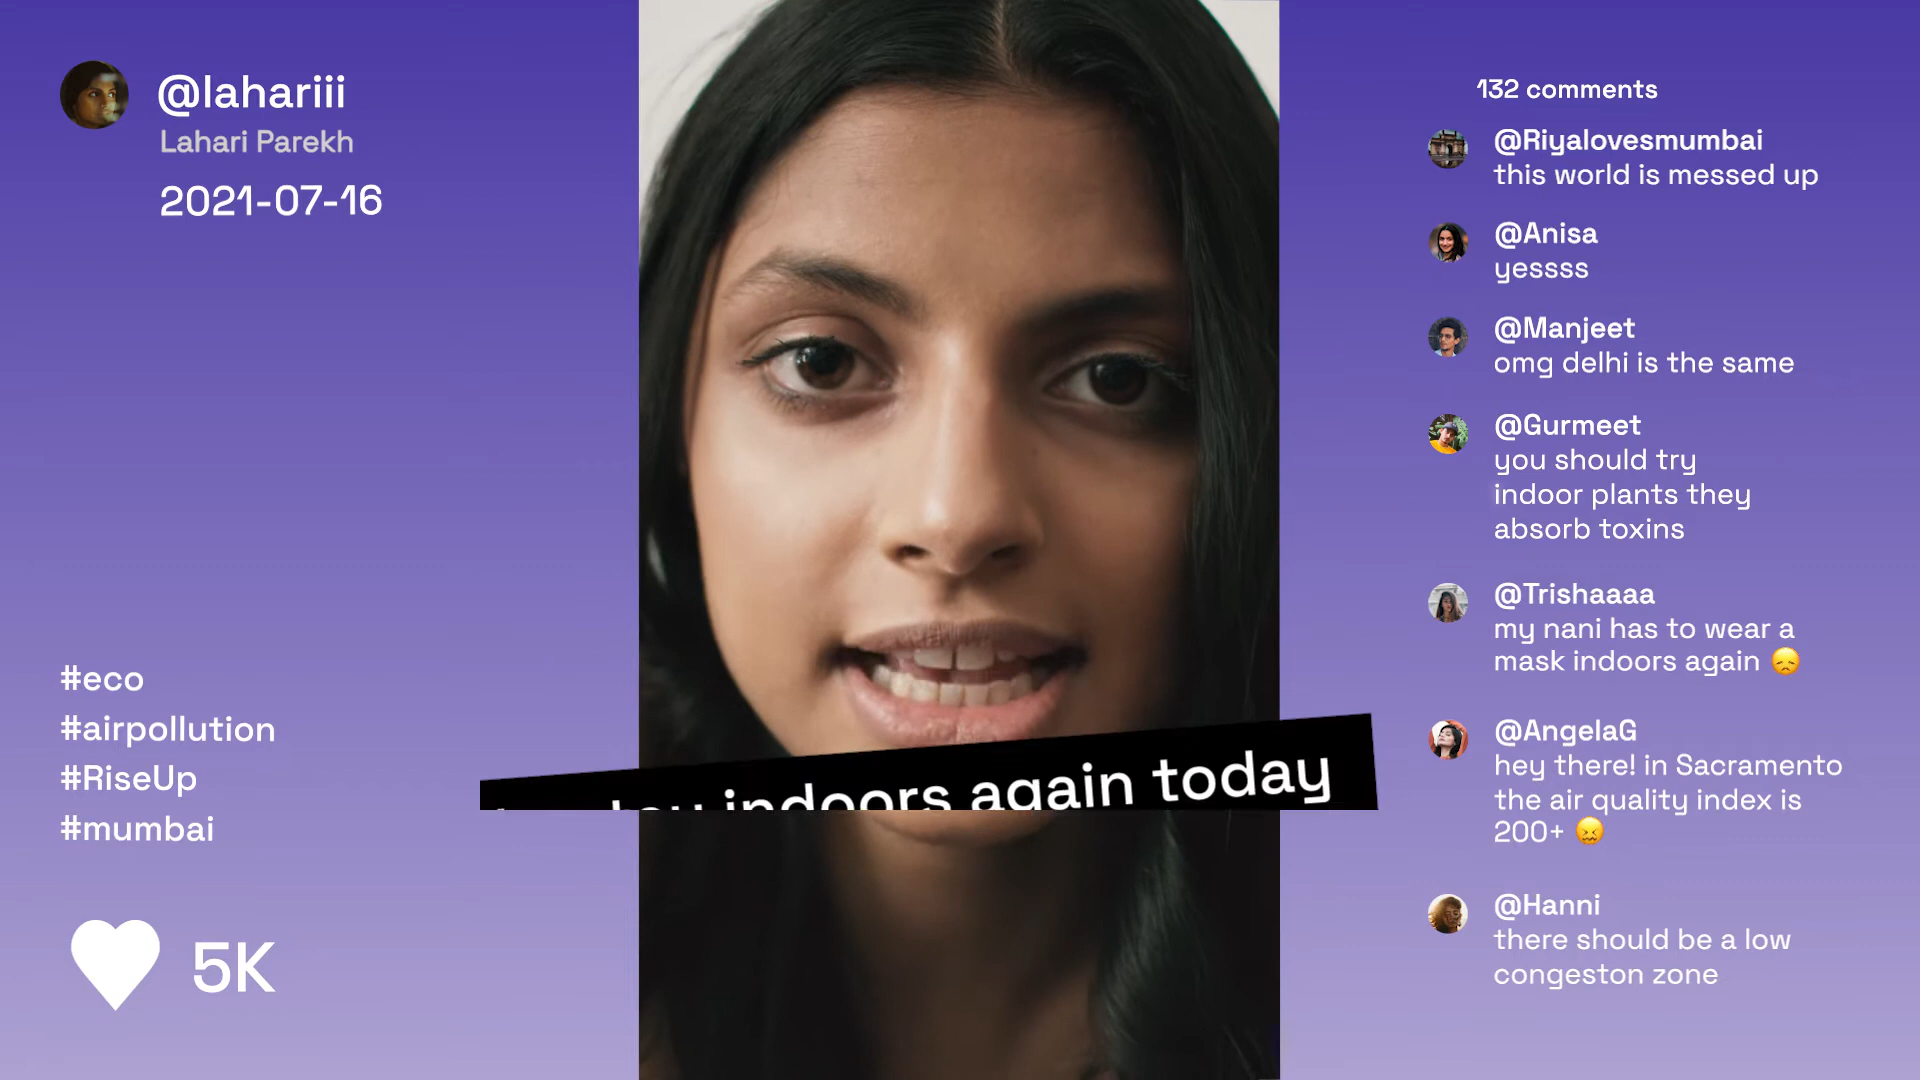 @lahariii
Lahari Parekh
2021-07-16
#eco
#airpollution
#RiseUp
#mumbai
5K
indoors again today
132 comments
@Riyalovesmumbai
this world is messed up
@Anisa
yessss
@Manjeet
omg delhi is the same
@Gurmeet
you should try
indoor plants they
absorb toxins
@Trishaaaa
my nani has to wear a
mask indoors again 😞
@AngelaG
hey there! in Sacramento
the air quality index is
200+ 😖
@Hanni
there should be a low
congeston zone